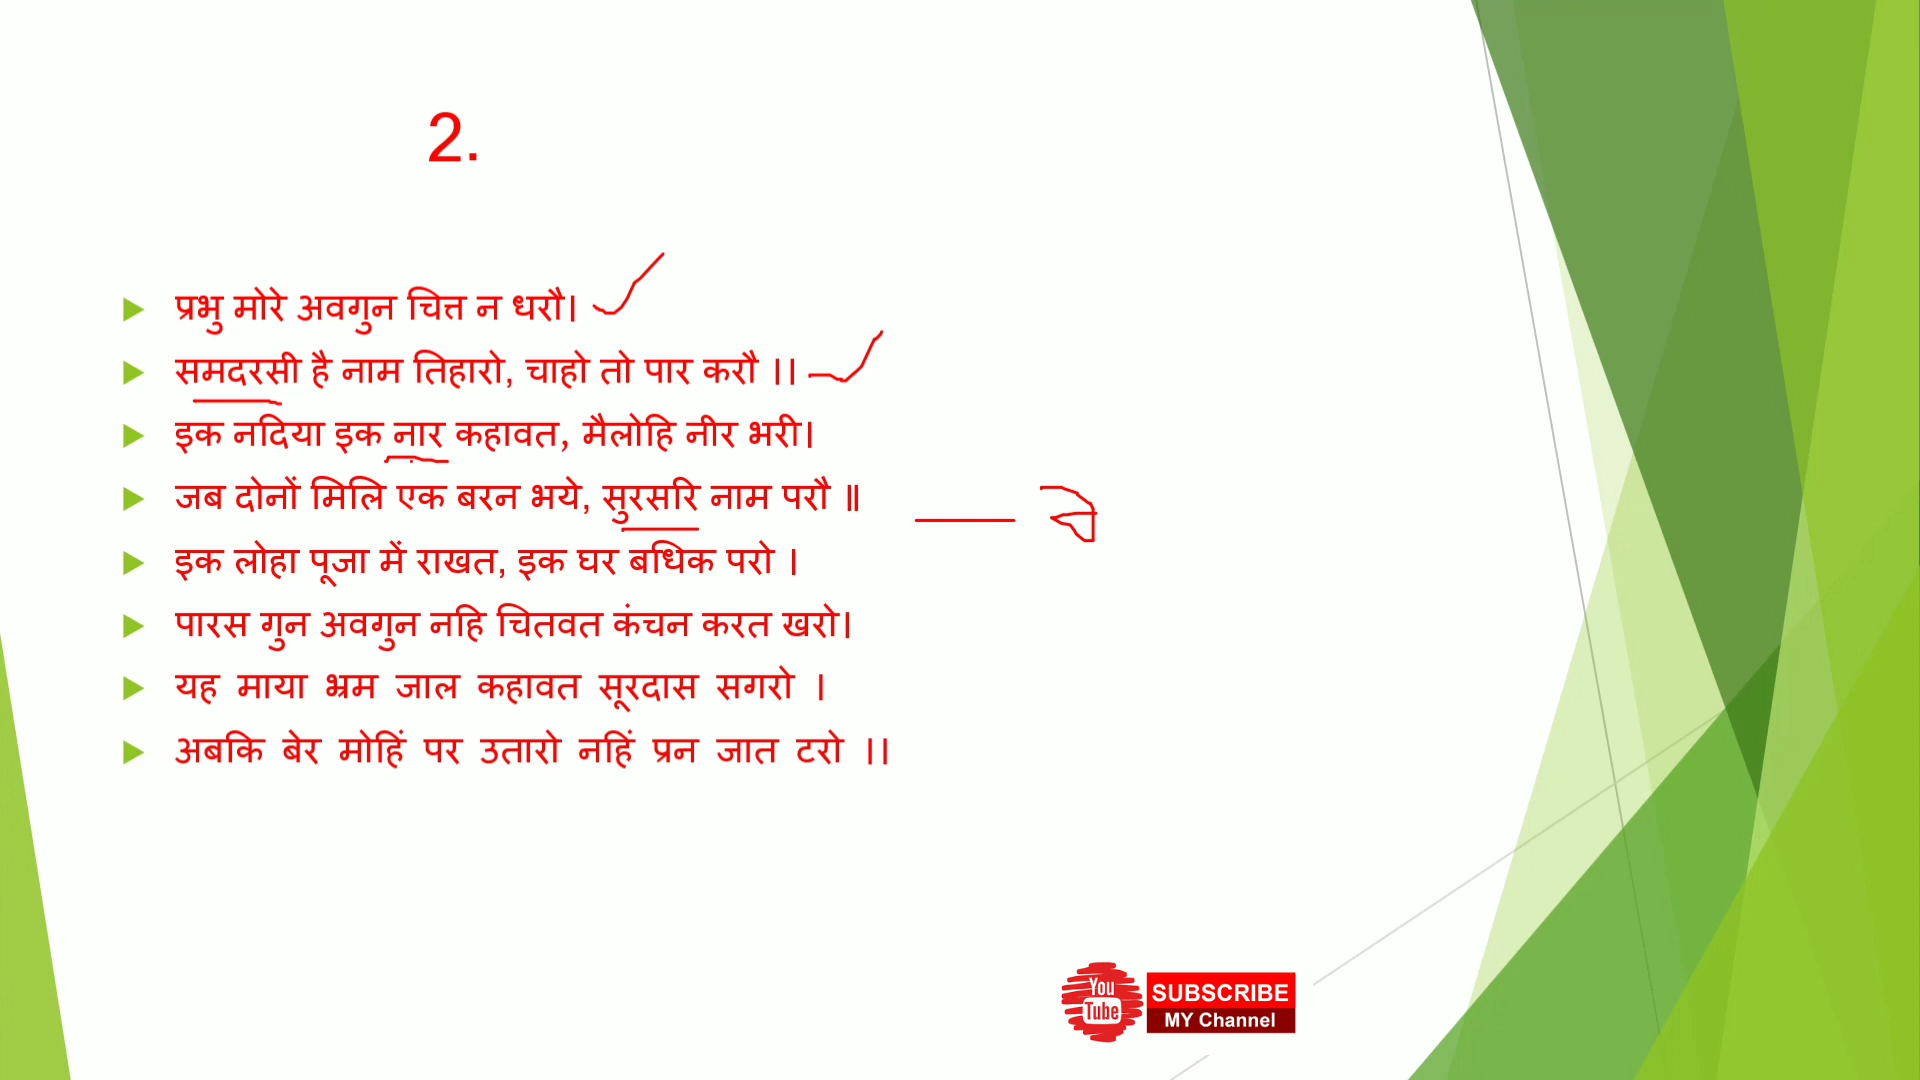 2.
प्रभु मोरे अवगुन चित्त न धरौ।
समदरसी है नाम तिहारो, चाहो तो पार करौ ।।
इक नदिया इक नार कहावत, मैलोहि नीर भरी।
जब दोनों मिलि एक बरन भये, सुरसरि नाम परौ ॥
इक लोहा पूजा में राखत, इक घर बधिक परो ।
पारस गुन अवगुन नहि चितवत कंचन करत खरो।
यह माया भ्रम जाल कहावत सूरदास सगरो ।
अबकि बेर मोहिं पर उतारो नहिं प्रन जात टरो ।।
You
Tube
SUBSCRIBE
MY Channel